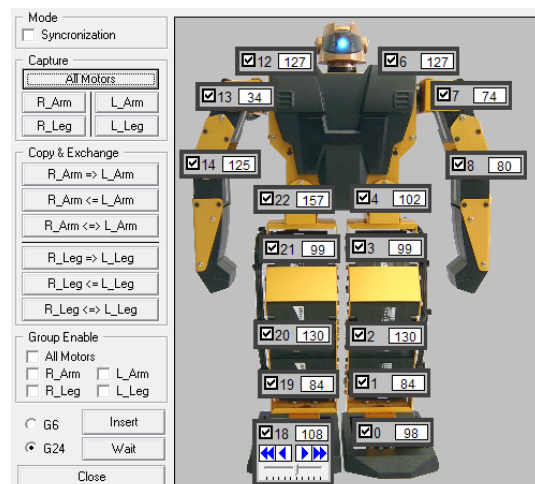 Mode
Syncronization
Capture
All Motors
R_Arm L_Arm
R_Leg L_Leg
Copy & Exchange
R_Arm => L_Arm
R_Arm <= L_Arm
R_Arm <=> L_Arm
R_Leg => L_Leg
R_Leg <= L_Leg
R_Leg <=> L_Leg
Group Enable
All Motors
R_Arm L_Arm
R_Leg L_Leg
G6 Insert
G24 Wait
Close
12 127 6 127
13 34 7 74
14 125 8 80
22 157 4 102
21 99 3 99
20 130 2 130
19 84 1 84
18 108 0 98